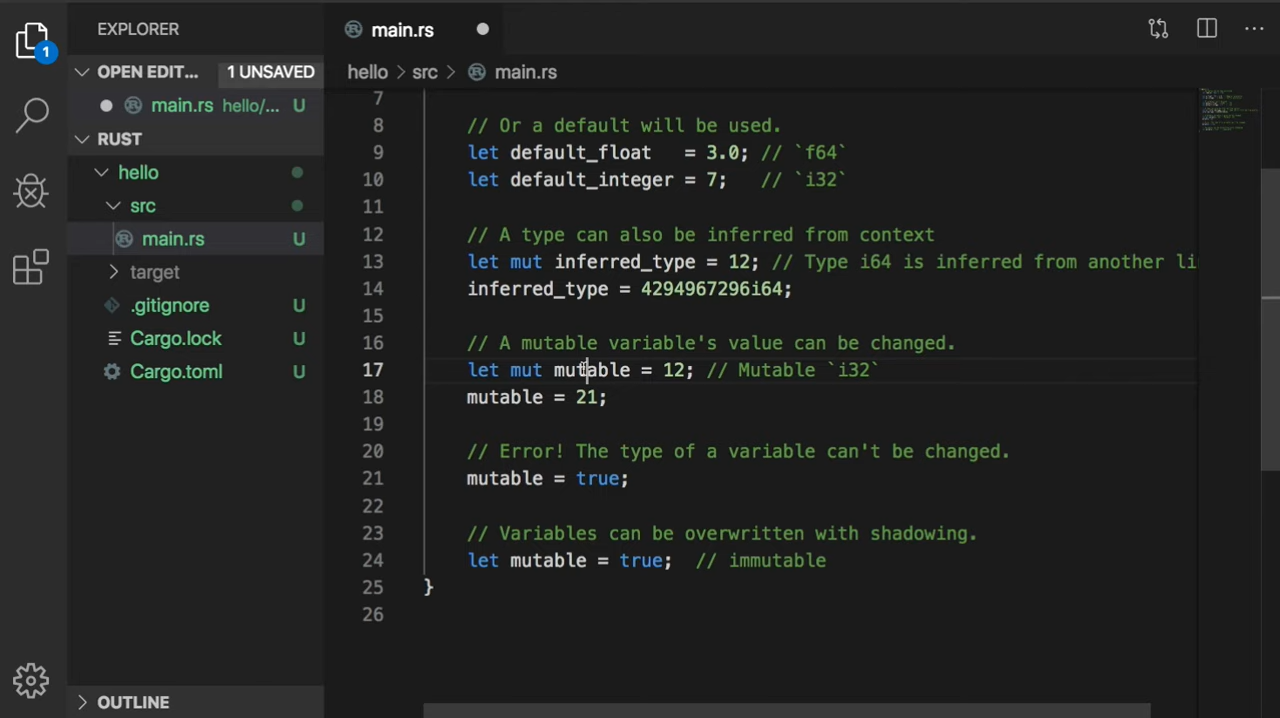 EXPLORER
OPEN EDIT... 1 UNSAVED
main.rs hello/... U
RUST
hello
src
main.rs U
target
.gitignore U
Cargo.lock U
Cargo.toml U
OUTLINE
1
main.rs
hello > src > main.rs
7
8 // Or a default will be used.
9 let default_float   = 3.0; // `f64`
10 let default_integer = 7;   // `i32`
11
12 // A type can also be inferred from context
13 let mut inferred_type = 12; // Type i64 is inferred from another li
14 inferred_type = 4294967296i64;
15
16 // A mutable variable's value can be changed.
17 let mut mutable = 12; // Mutable `i32`
18 mutable = 21;
19
20 // Error! The type of a variable can't be changed.
21 mutable = true;
22
23 // Variables can be overwritten with shadowing.
24 let mutable = true;  // immutable
25 }
26